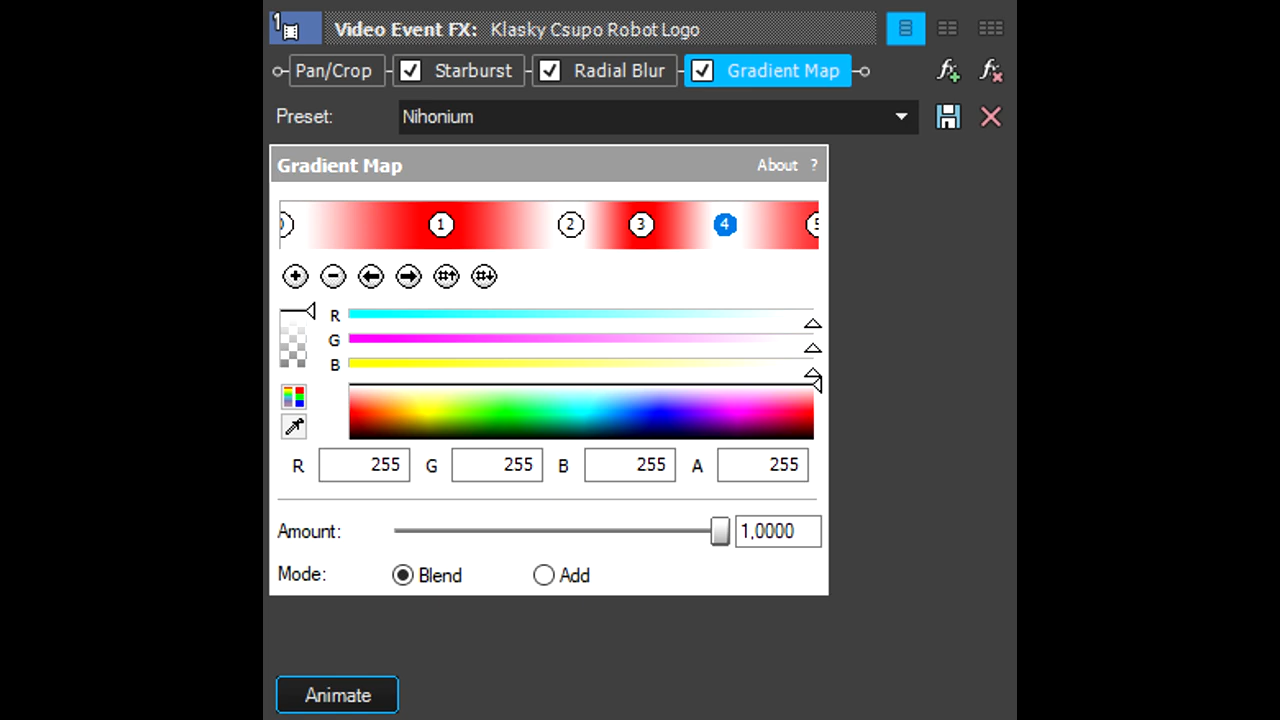 1
Video Event FX: Klasky Csupo Robot Logo
Pan/Crop Starburst Radial Blur Gradient Map
Preset: Nihonium
Gradient Map About ?
1 2 3 4
R
G
B
R 255 G 255 B 255 A 255
Amount: 1,0000
Mode: Blend Add
Animate